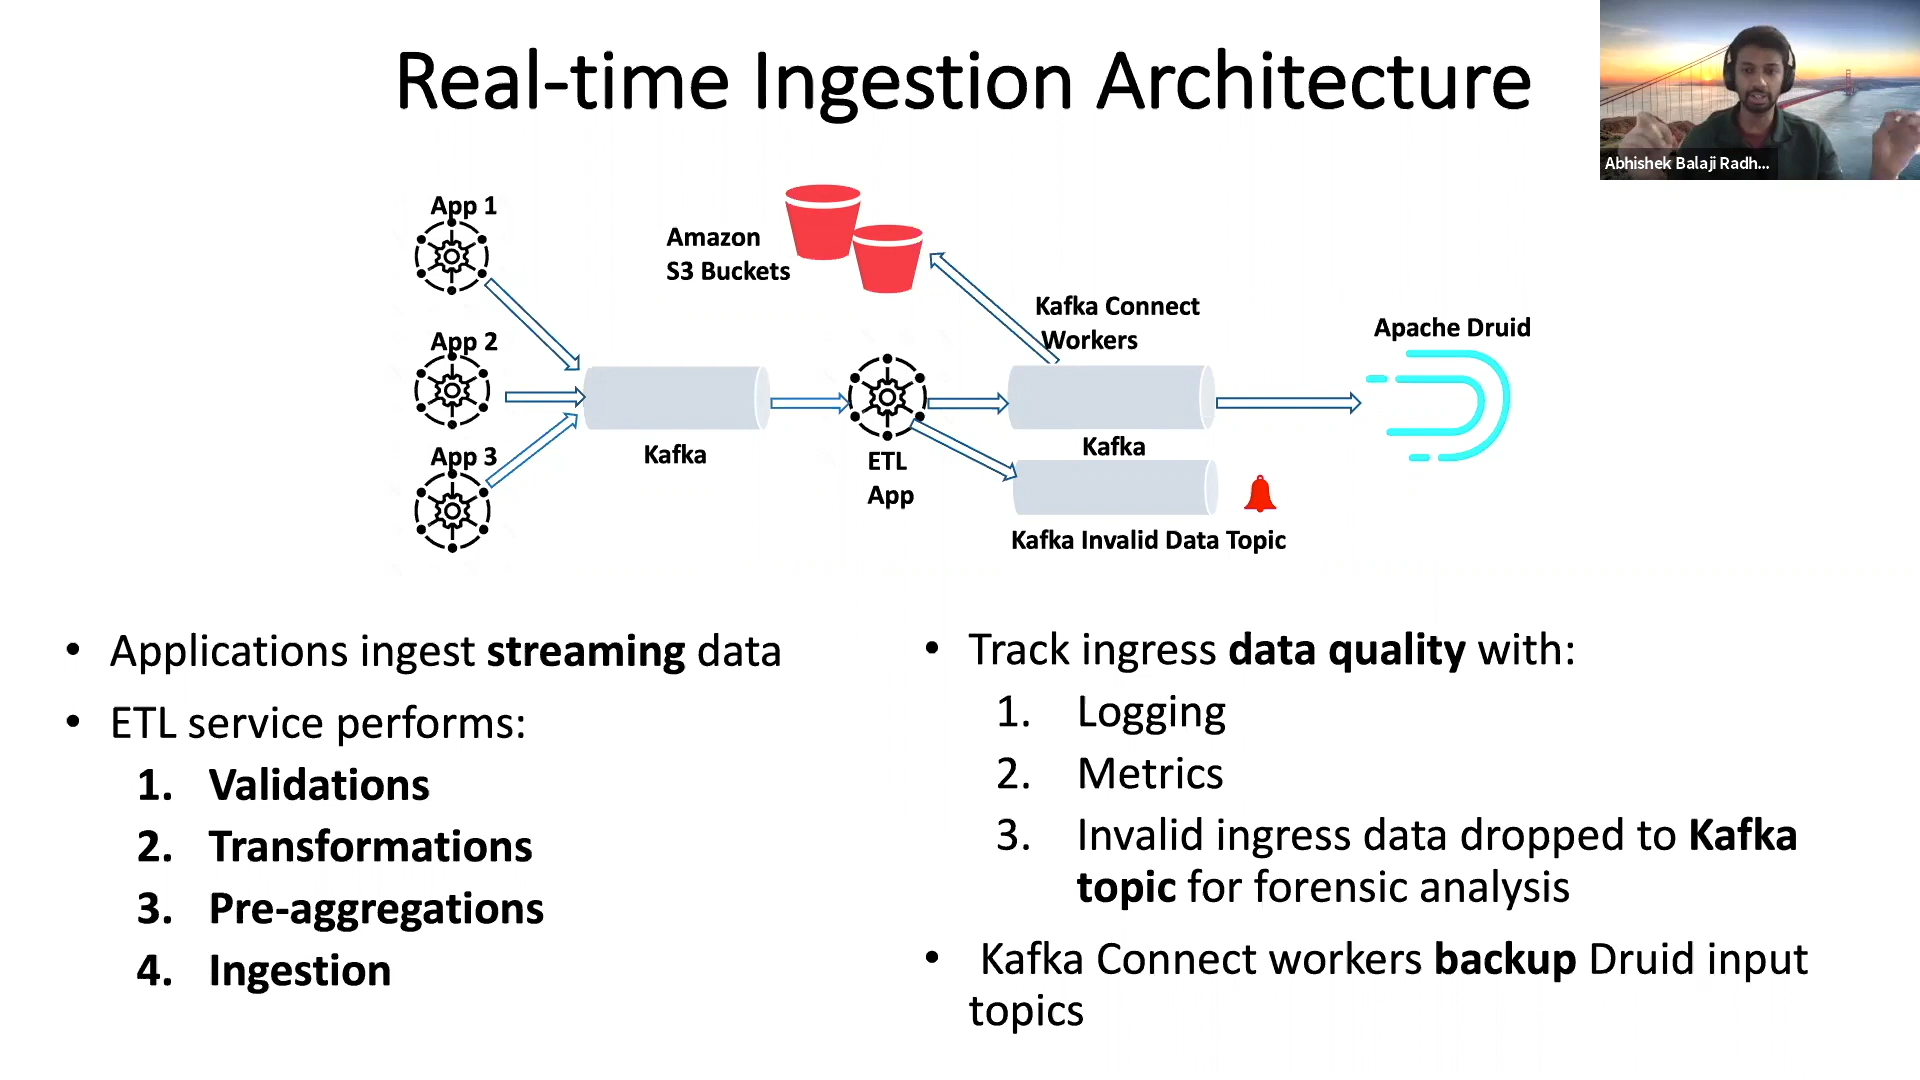 Real-time Ingestion Architecture
Abhishek Balaji Radh...
App 1
App 2
App 3
Amazon
S3 Buckets
Kafka Connect
Workers
Apache Druid
Kafka
ETL
App
Kafka
Kafka Invalid Data Topic
• Applications ingest streaming data
• ETL service performs:
1. Validations
2. Transformations
3. Pre-aggregations
4. Ingestion
• Track ingress data quality with:
1. Logging
2. Metrics
3. Invalid ingress data dropped to Kafka
topic for forensic analysis
• Kafka Connect workers backup Druid input
topics